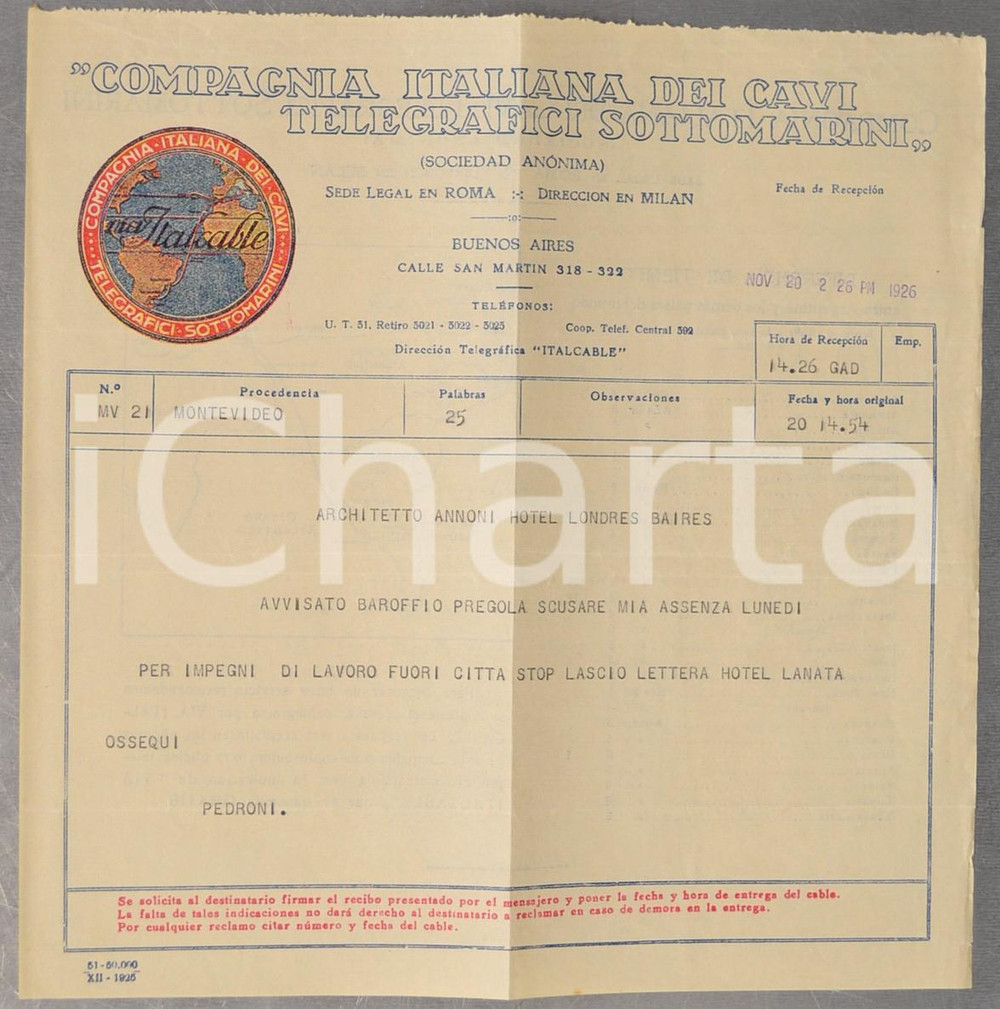 "COMPAGNIA ITALIANA DEI CAVI
TELEGRAFICI SOTTOMARINI"
COMPAGNIA·ITALIANA·DEI·CAVI
TELEGRAFICI·SOTTOMARINI
via Italcable
(SOCIEDAD ANÓNIMA)
SEDE LEGAL EN ROMA :-: DIRECCION EN MILAN
—:o:—
BUENOS AIRES
CALLE SAN MARTIN 318 - 322
TELÉFONOS:
U. T. 31. Retiro 3021 - 3022 - 3025 Coop. Telef. Central 392
Dirección Telegráfica "ITALCABLE"
Fecha de Recepción
NOV 20 2 26 PM 1926
Hora de Recepción Emp.
14.26 GAD
N.º Procedencia Palabras Observaciones Fecha y hora original
MV 21 MONTEVIDEO 25 20 14.54
iCharta
ARCHITETTO ANNONI HOTEL LONDRES BAIRES
AVVISATO BAROFFIO PREGOLA SCUSARE MIA ASSENZA LUNEDI
PER IMPEGNI DI LAVORO FUORI CITTA STOP LASCIO LETTERA HOTEL LANATA
OSSEQUI
PEDRONI.
Se solicita al destinatario firmar el recibo presentado por el mensajero y poner la fecha y hora de entrega del cable.
La falta de tales indicaciones no dará derecho al destinatario a reclamar en caso de demora en la entrega.
Por cualquier reclamo citar número y fecha del cable.
51-50.000
XII - 1925